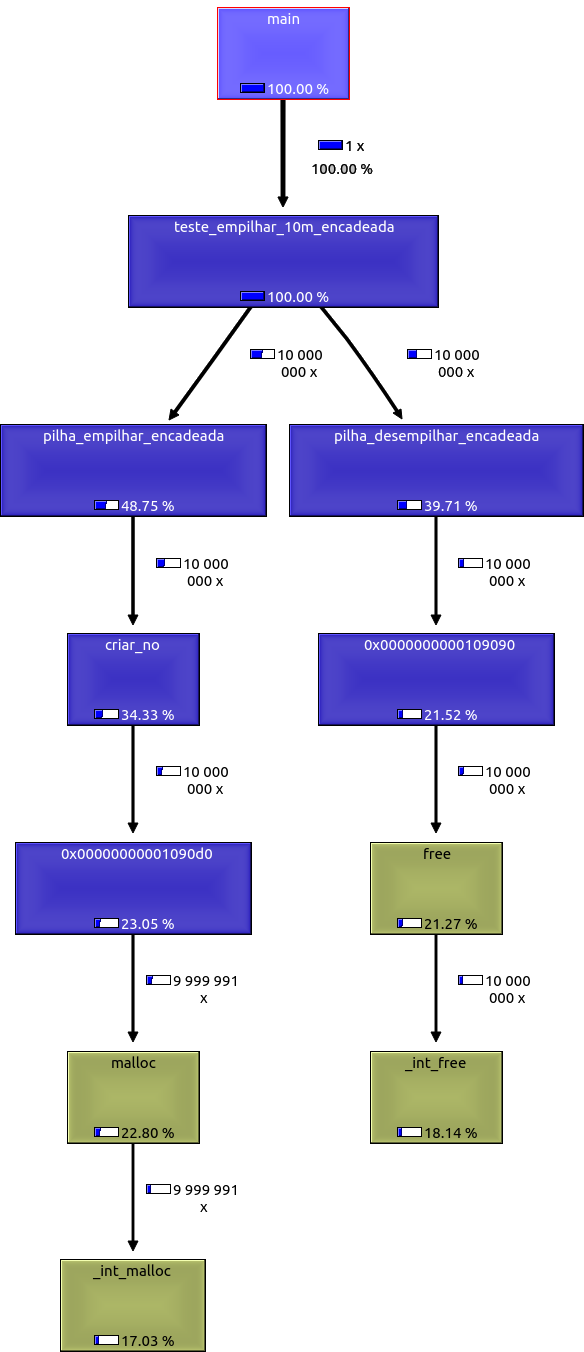 main
100.00 %
1 x
100.00 %
teste_empilhar_10m_encadeada
100.00 %
10 000
000 x
10 000
000 x
pilha_empilhar_encadeada
48.75 %
pilha_desempilhar_encadeada
39.71 %
10 000
000 x
10 000
000 x
criar_no
34.33 %
0x0000000000109090
21.52 %
10 000
000 x
10 000
000 x
0x00000000001090d0
23.05 %
free
21.27 %
9 999 991
x
10 000
000 x
malloc
22.80 %
_int_free
18.14 %
9 999 991
x
_int_malloc
17.03 %